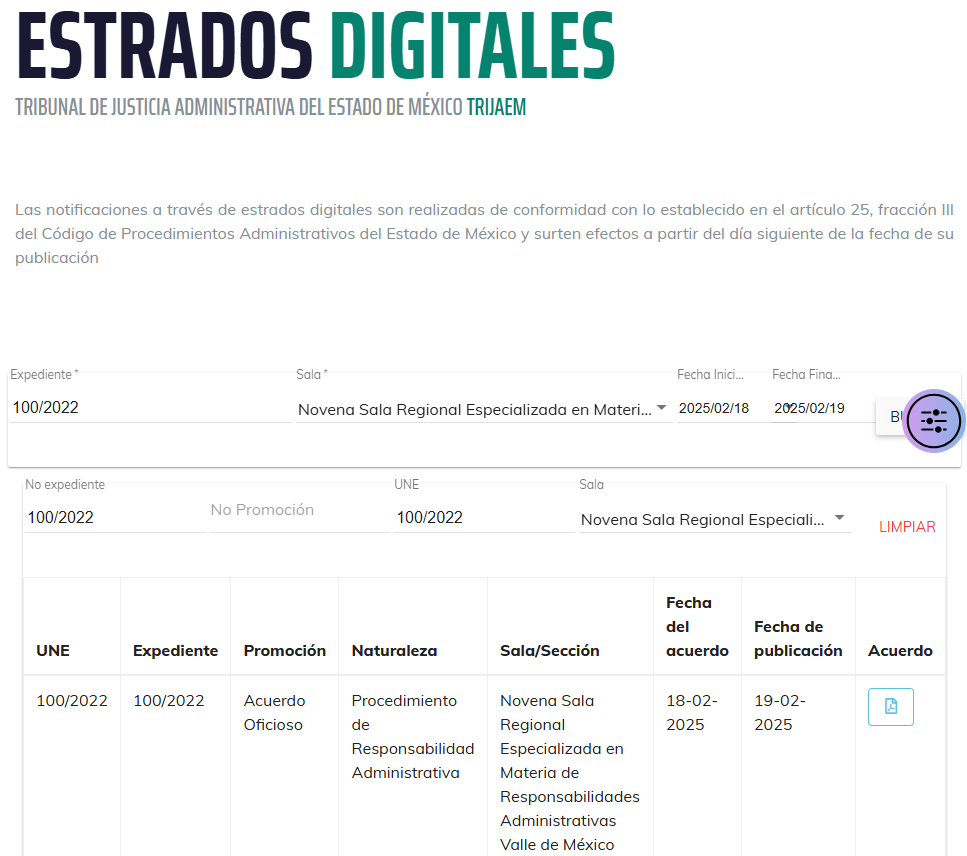 ESTRADOS DIGITALES
TRIBUNAL DE JUSTICIA ADMINISTRATIVA DEL ESTADO DE MÉXICO TRIJAEM
Las notificaciones a través de estrados digitales son realizadas de conformidad con lo establecido en el artículo 25, fracción III
del Código de Procedimientos Administrativos del Estado de México y surten efectos a partir del día siguiente de la fecha de su
publicación
Expediente *
Sala *
Fecha Inici...
Fecha Fina...
100/2022
Novena Sala Regional Especializada en Materi...
2025/02/18
2025/02/19
No expediente
UNE
Sala
100/2022
No Promoción
100/2022
Novena Sala Regional Especiali...
LIMPIAR
UNE
Expediente
Promoción
Naturaleza
Sala/Sección
Fecha
del
acuerdo
Fecha de
publicación
Acuerdo
100/2022
100/2022
Acuerdo
Oficioso
Procedimiento
de
Responsabilidad
Administrativa
Novena Sala
Regional
Especializada en
Materia de
Responsabilidades
Administrativas
Valle de México
18-02-
2025
19-02-
2025